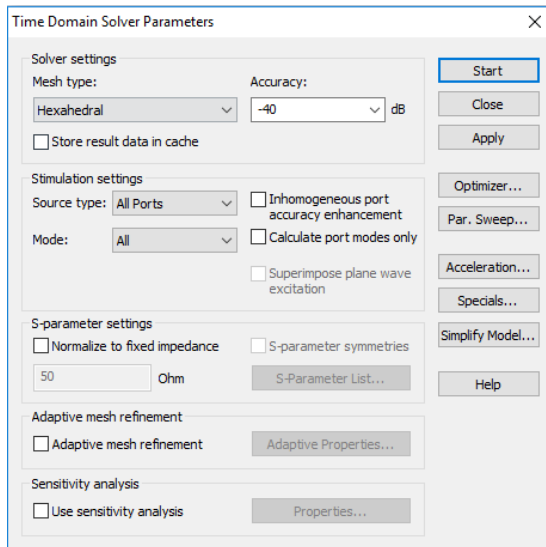 Time Domain Solver Parameters
Solver settings
Mesh type:
Accuracy:
Hexahedral
-40
dB
Store result data in cache
Start
Close
Apply
Stimulation settings
Source type:
All Ports
Inhomogeneous port
accuracy enhancement
Mode:
All
Calculate port modes only
Superimpose plane wave
excitation
Optimizer...
Par. Sweep...
Acceleration...
Specials...
Simplify Model...
Help
S-parameter settings
Normalize to fixed impedance
S-parameter symmetries
50
Ohm
S-Parameter List...
Adaptive mesh refinement
Adaptive mesh refinement
Adaptive Properties...
Sensitivity analysis
Use sensitivity analysis
Properties...